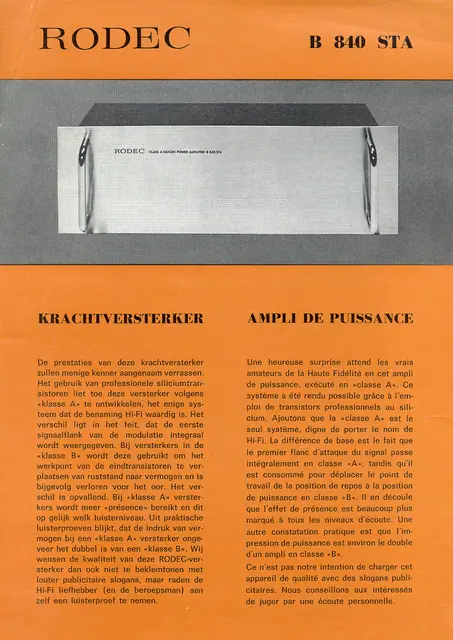 RODEC
B 840 STA
RODEC CLASS A SILICON POWER AMPLIFIER B 840 STA
KRACHTVERSTERKER
De prestaties van deze krachtversterker
zullen menige kenner aangenaam verrassen.
Het gebruik van professionele siliciumtran-
sistoren liet toe deze versterker volgens
«klasse A» te ontwikkelen, het enige sys-
teem dat de benaming Hi-Fi waardig is. Het
verschil ligt in het feit, dat de eerste
signaalflank van de modulatie integraal
wordt weergegeven. Bij versterkers in de
«klasse B» wordt deze gebruikt om het
werkpunt van de eindtransistoren te ver-
plaatsen van ruststand naar vermogen en is
bijgevolg verloren voor het oor. Het ver-
schil is opvallend. Bij «klasse A» verster-
kers wordt meer «présence» bereikt en dit
op gelijk welk luisterniveau. Uit praktische
luisterproeven blijkt, dat de indruk van ver-
mogen bij een «klasse A» versterker onge-
veer het dubbel is van een «klasse B». Wij
wensen de kwaliteit van deze RODEC-ver-
sterker dan ook niet te beklemtonen met
louter publicitaire slogans, maar raden de
Hi-Fi liefhebber (en de beroepsman) aan
zelf een luisterproef te nemen.
AMPLI DE PUISSANCE
Une heureuse surprise attend les vrais
amateurs de la Haute Fidélité en cet ampli
de puissance, exécuté en «classe A». Ce
système a été rendu possible grâce à l'em-
ploi de transistors professionnels au sili-
cium. Ajoutons que la «classe A» est le
seul système, digne de porter le nom de
Hi-Fi. La différence de base est le fait que
le premier flanc d'attaque du signal passe
intégralement en classe «A», tandis qu'il
est consommé pour déplacer le point de
travail de la position de repos à la position
de puissance en classe «B». Il en découle
que l'effet de présence est beaucoup plus
marqué à tous les niveaux d'écoute. Une
autre constatation pratique est que l'im-
pression de puissance est environ le double
d'un ampli en classe «B».
Ce n'est pas notre intention de charger cet
appareil de qualité avec des slogans publi-
citaires. Nous conseillons aux intéressés
de juger par une écoute personnelle.